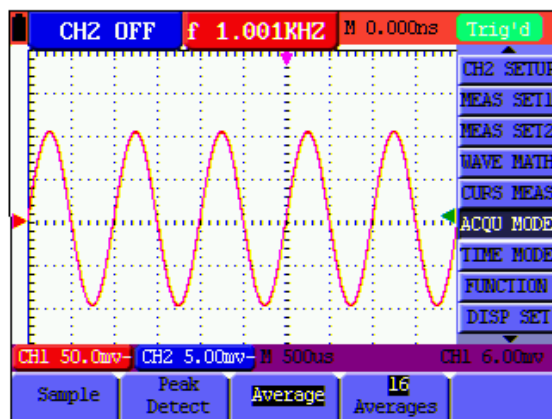 CH2 OFF f 1.001KHZ M 0.000ns Trig'd
CH2 SETUP
MEAS SET1
MEAS SET2
WAVE MATH
CURS MEAS
ACQU MODE
TIME MODE
FUNCTION
DISP SET
CH1 50.0mv- CH2 5.00mv- M 500us CH1 6.00mv
Sample
Peak
Detect
Average
16
Averages